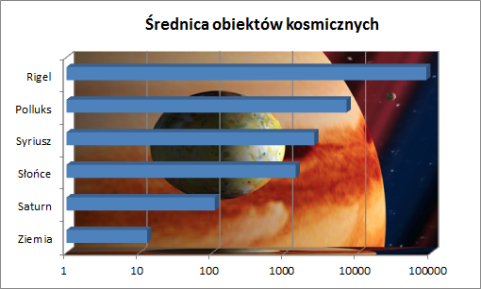 Średnica obiektów kosmicznych
Rigel
Polluks
Syriusz
Słońce
Saturn
Ziemia
1 10 100 1000 10000 100000